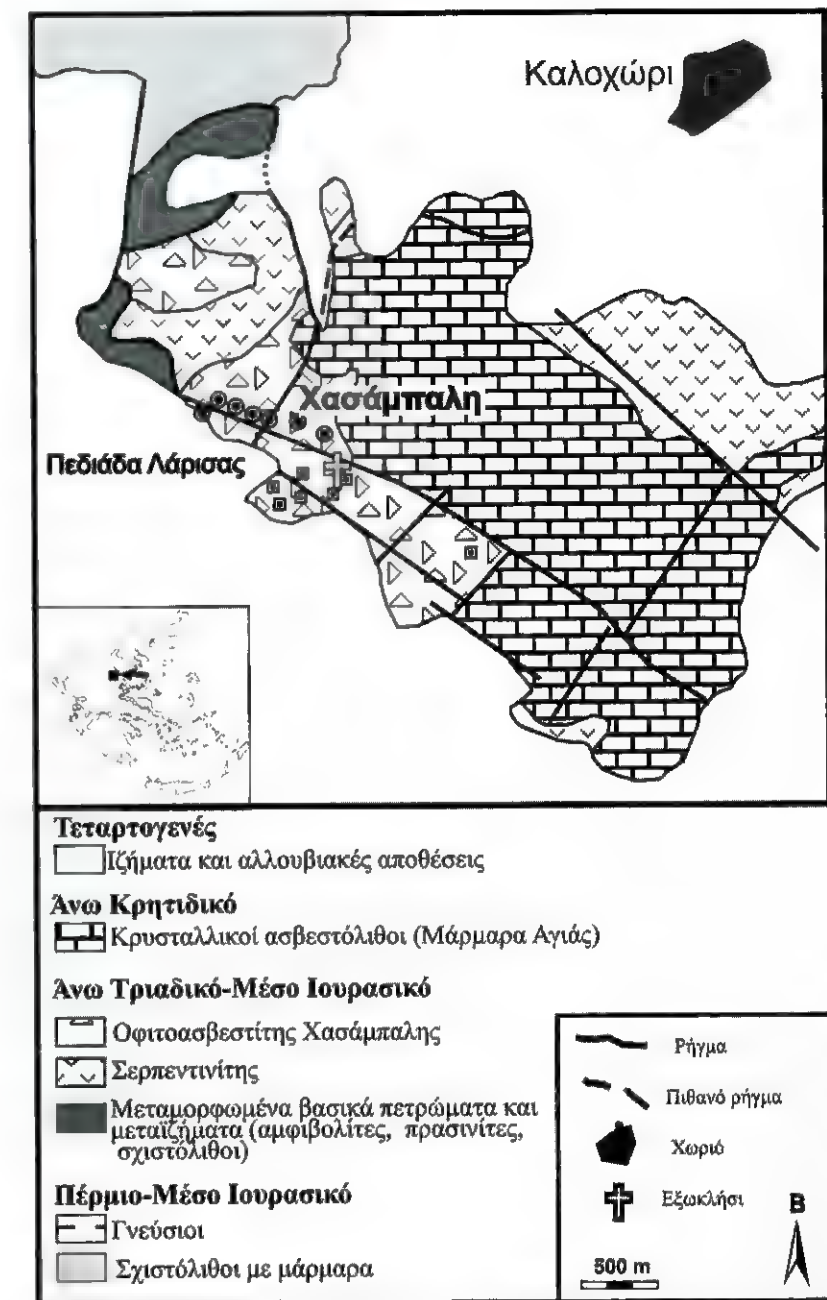 Καλοχώρι
Χασάμπαλη
Πεδιάδα Λάρισας
Τεταρτογενές
Ιζήματα και αλλουβιακές αποθέσεις
Άνω Κρητιδικό
Κρυσταλλικοί ασβεστόλιθοι (Μάρμαρα Αγιάς)
Άνω Τριαδικό-Μέσο Ιουρασικό
Οφιτοασβεστίτης Χασάμπαλης
Σερπεντινίτης
Μεταμορφωμένα βασικά πετρώματα και
μεταϊζήματα (αμφιβολίτες, πρασινίτες,
σχιστόλιθοι)
Πέρμιο-Μέσο Ιουρασικό
Γνεύσιοι
Σχιστόλιθοι με μάρμαρα
Ρήγμα
Πιθανό ρήγμα
Χωριό
Εξωκλήσι
Β
500 m